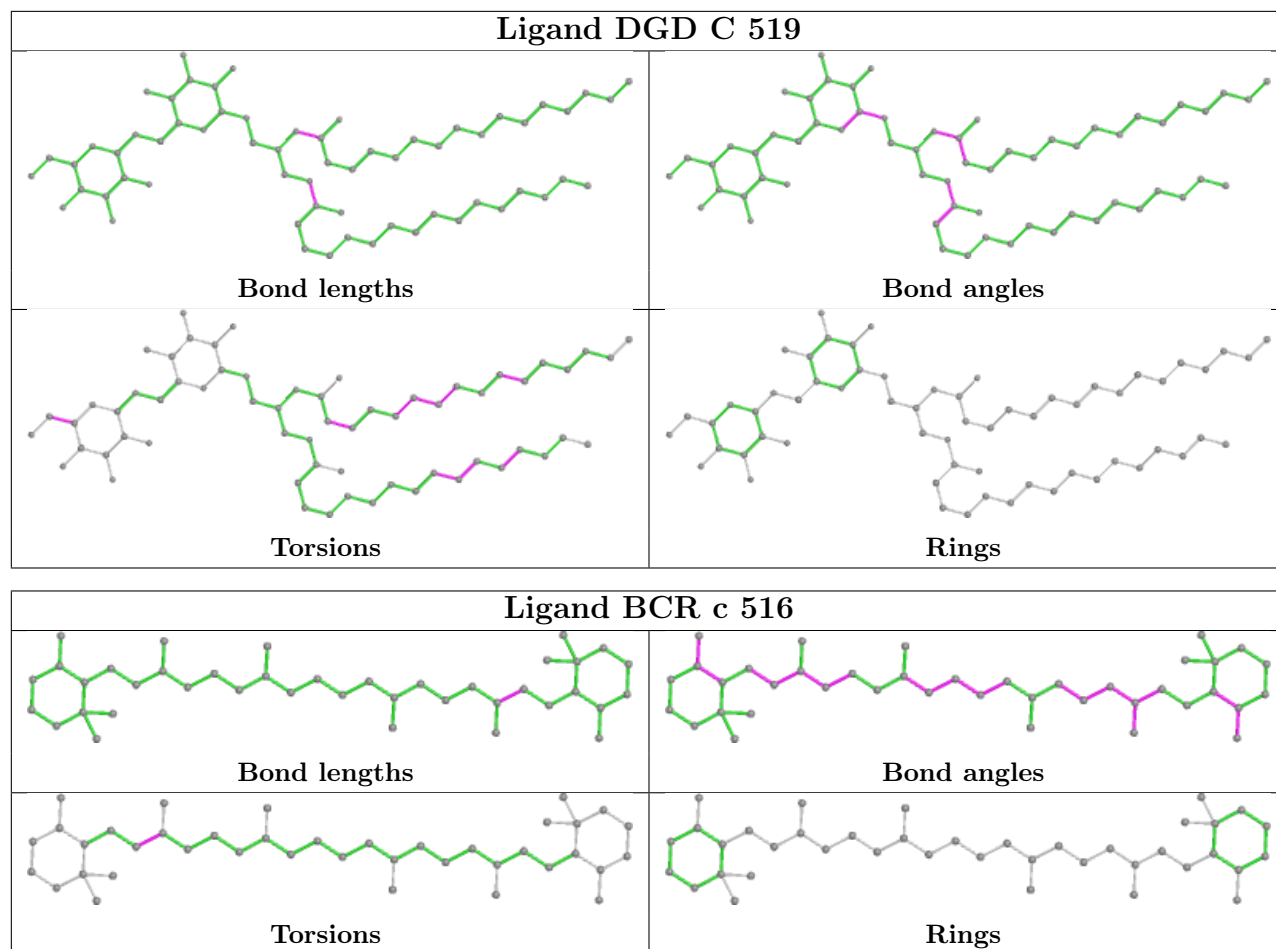 Ligand DGD C 519
Bond lengths
Bond angles
Torsions
Rings
Ligand BCR c 516
Bond lengths
Bond angles
Torsions
Rings